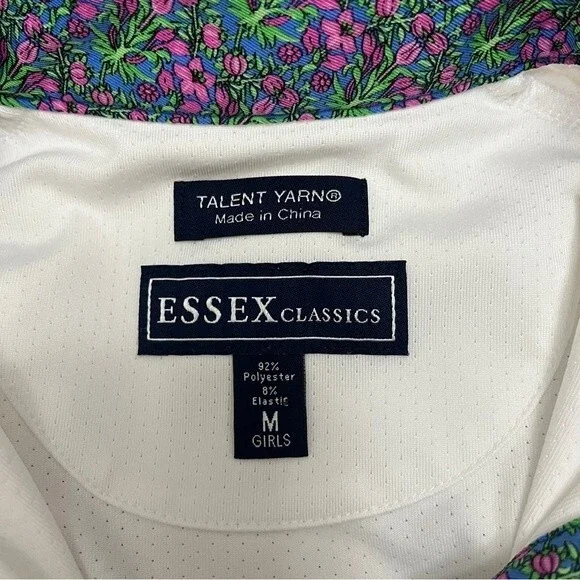 TALENT YARN®
Made in China
ESSEX CLASSICS
92%
Polyester
8%
Elastic
M
GIRLS